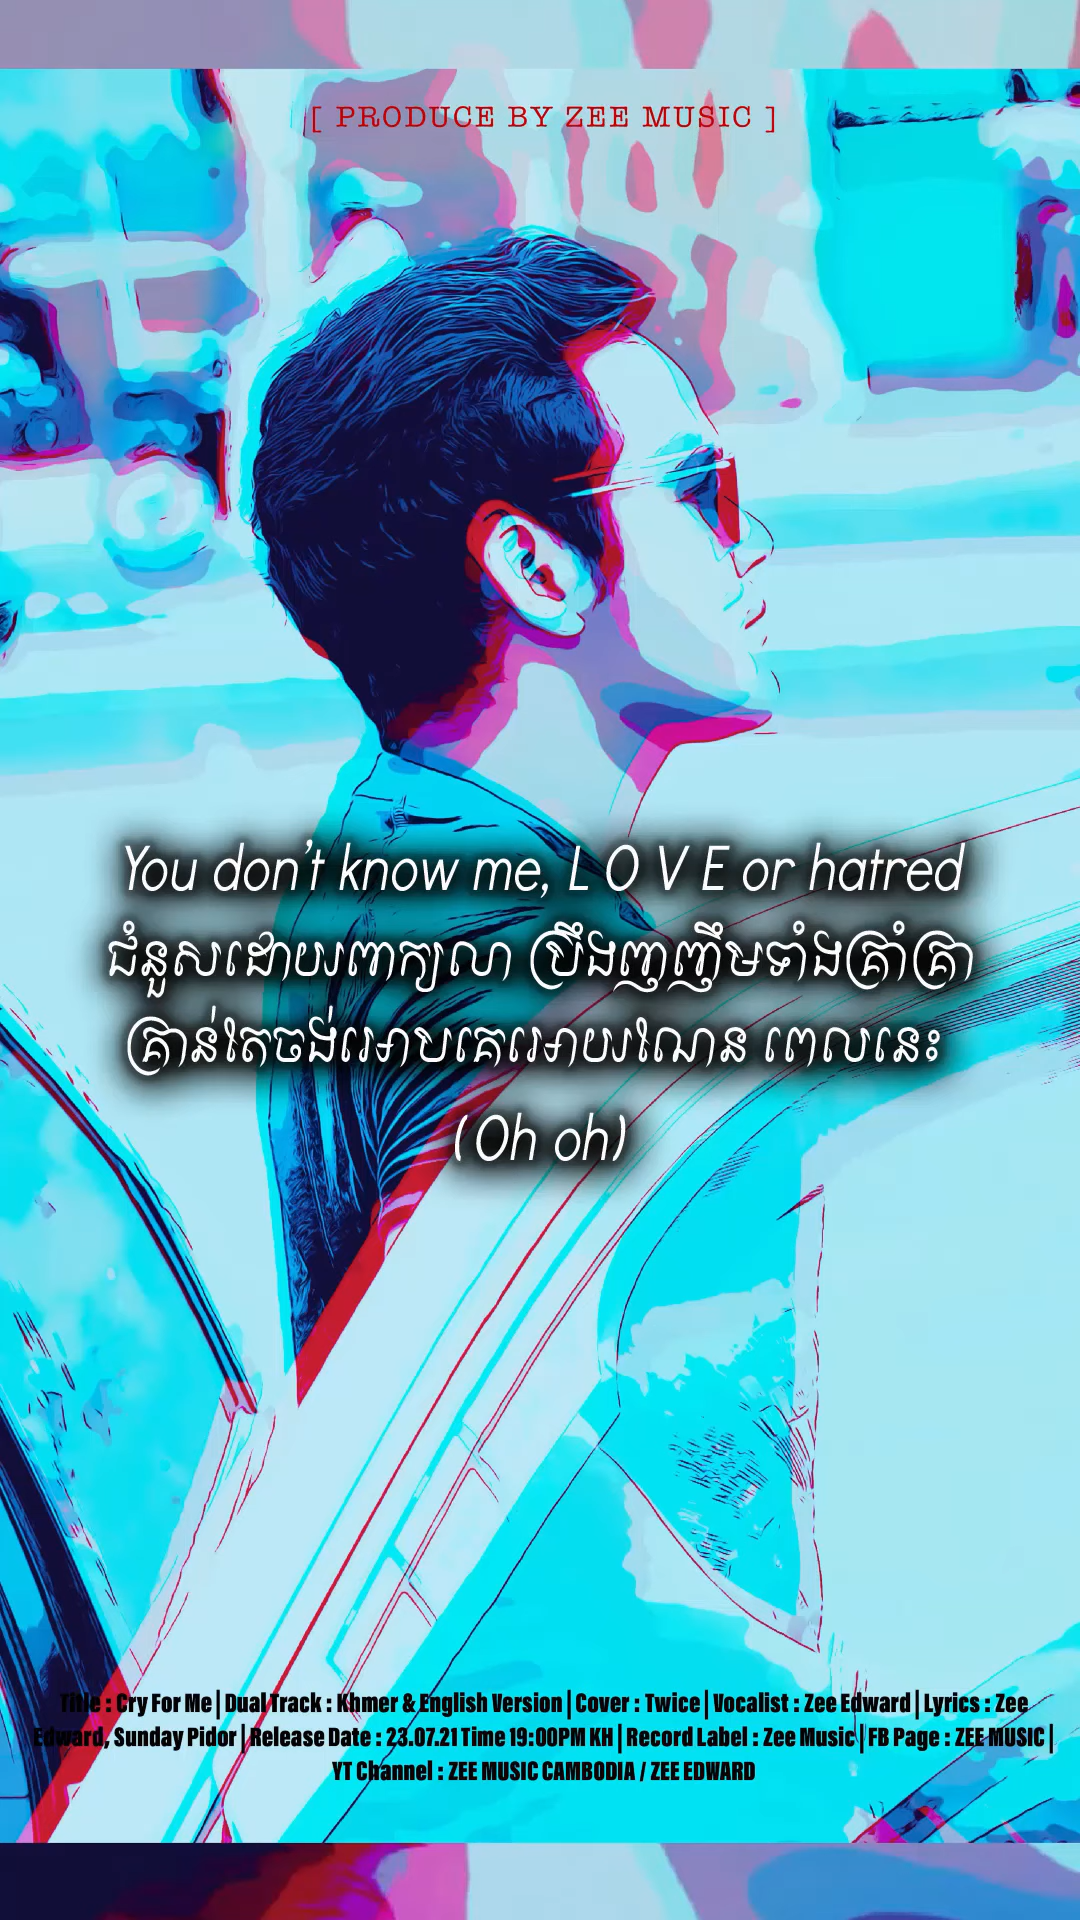 [ PRODUCE BY ZEE MUSIC ]
You don't know me, L O V E or hatred
ជំនួសដោយពាក្យលា ប្រឹងញញឹមទាំងគ្រាំគ្រា
គ្រាន់តែចង់អោបគេអោយណែន ពេលនេះ
(Oh oh)
Title : Cry For Me | Dual Track : Khmer & English Version | Cover : Twice | Vocalist : Zee Edward | Lyrics : Zee
Edward, Sunday Pidor | Release Date : 23.07.21 Time 19:00PM KH | Record Label : Zee Music | FB Page : ZEE MUSIC |
YT Channel : ZEE MUSIC CAMBODIA / ZEE EDWARD